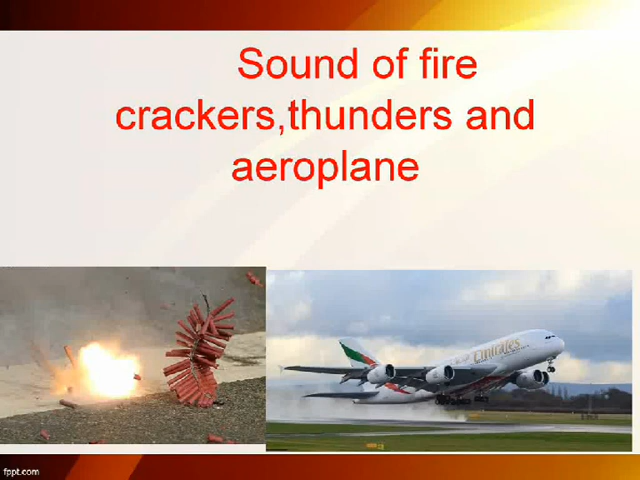 Sound of fire
crackers,thunders and
aeroplane
Emirates
fppt.com